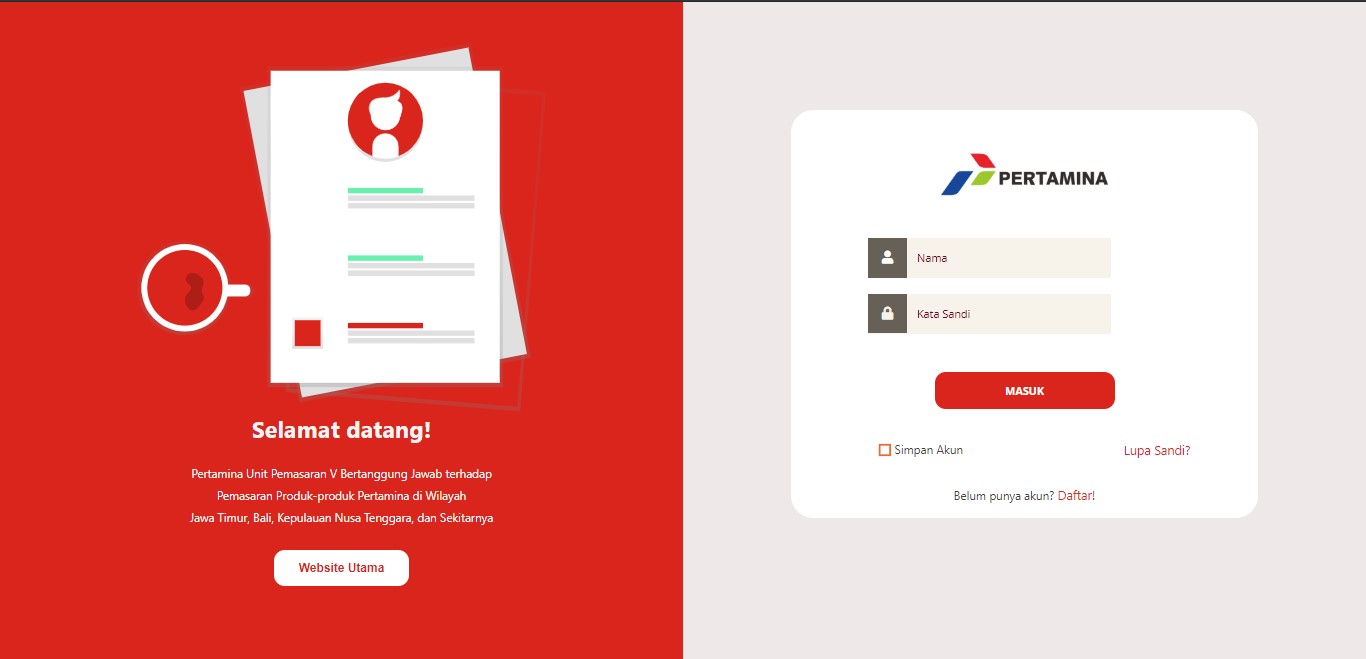 Selamat datang!
Pertamina Unit Pemasaran V Bertanggung Jawab terhadap
Pemasaran Produk-produk Pertamina di Wilayah
Jawa Timur, Bali, Kepulauan Nusa Tenggara, dan Sekitarnya
Website Utama
PERTAMINA
Nama
Kata Sandi
MASUK
Simpan Akun
Lupa Sandi?
Belum punya akun? Daftar!